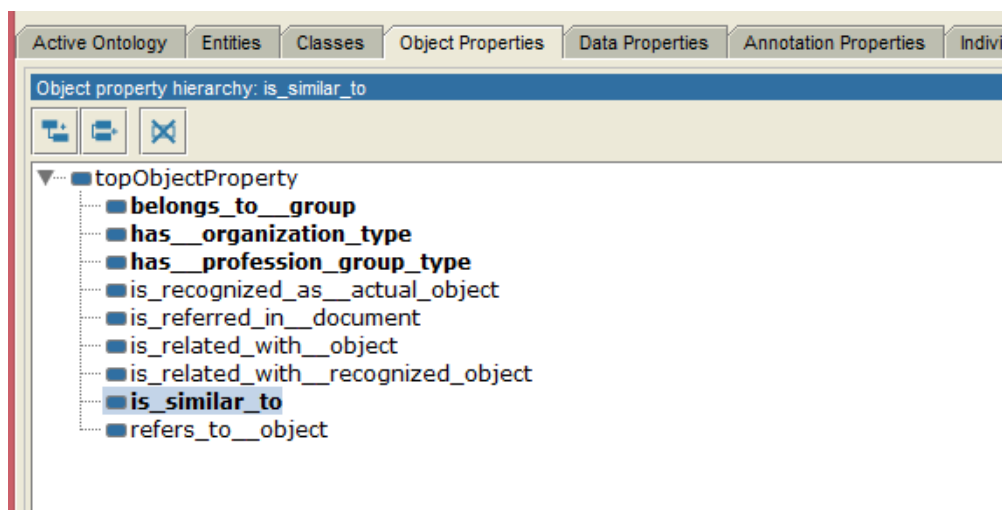 Active Ontology Entities Classes Object Properties Data Properties Annotation Properties
Object property hierarchy: is_similar_to
topObjectProperty
belongs_to__group
has__organization_type
has__profession_group_type
is_recognized_as__actual_object
is_referred_in__document
is_related_with__object
is_related_with__recognized_object
is_similar_to
refers_to__object